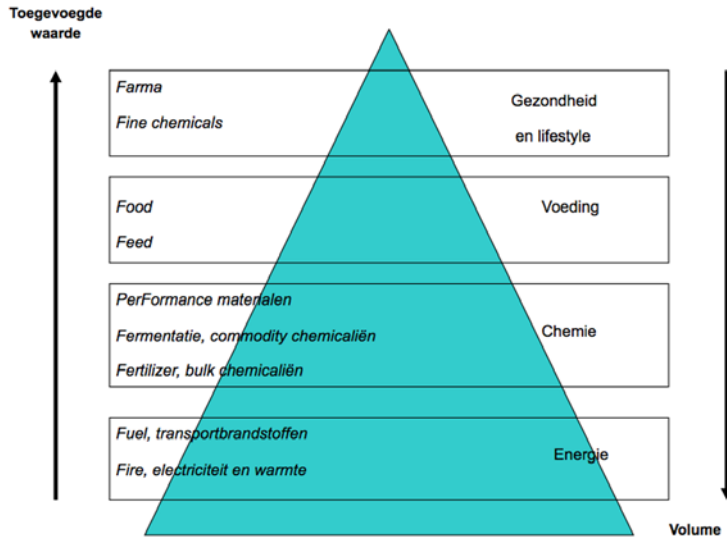 Toegevoegde
waarde
Farma
Fine chemicals
Gezondheid
en lifestyle
Food
Feed
Voeding
PerFormance materialen
Fermentatie, commodity chemicaliën
Fertilizer, bulk chemicaliën
Chemie
Fuel, transportbrandstoffen
Fire, electriciteit en warmte
Energie
Volume